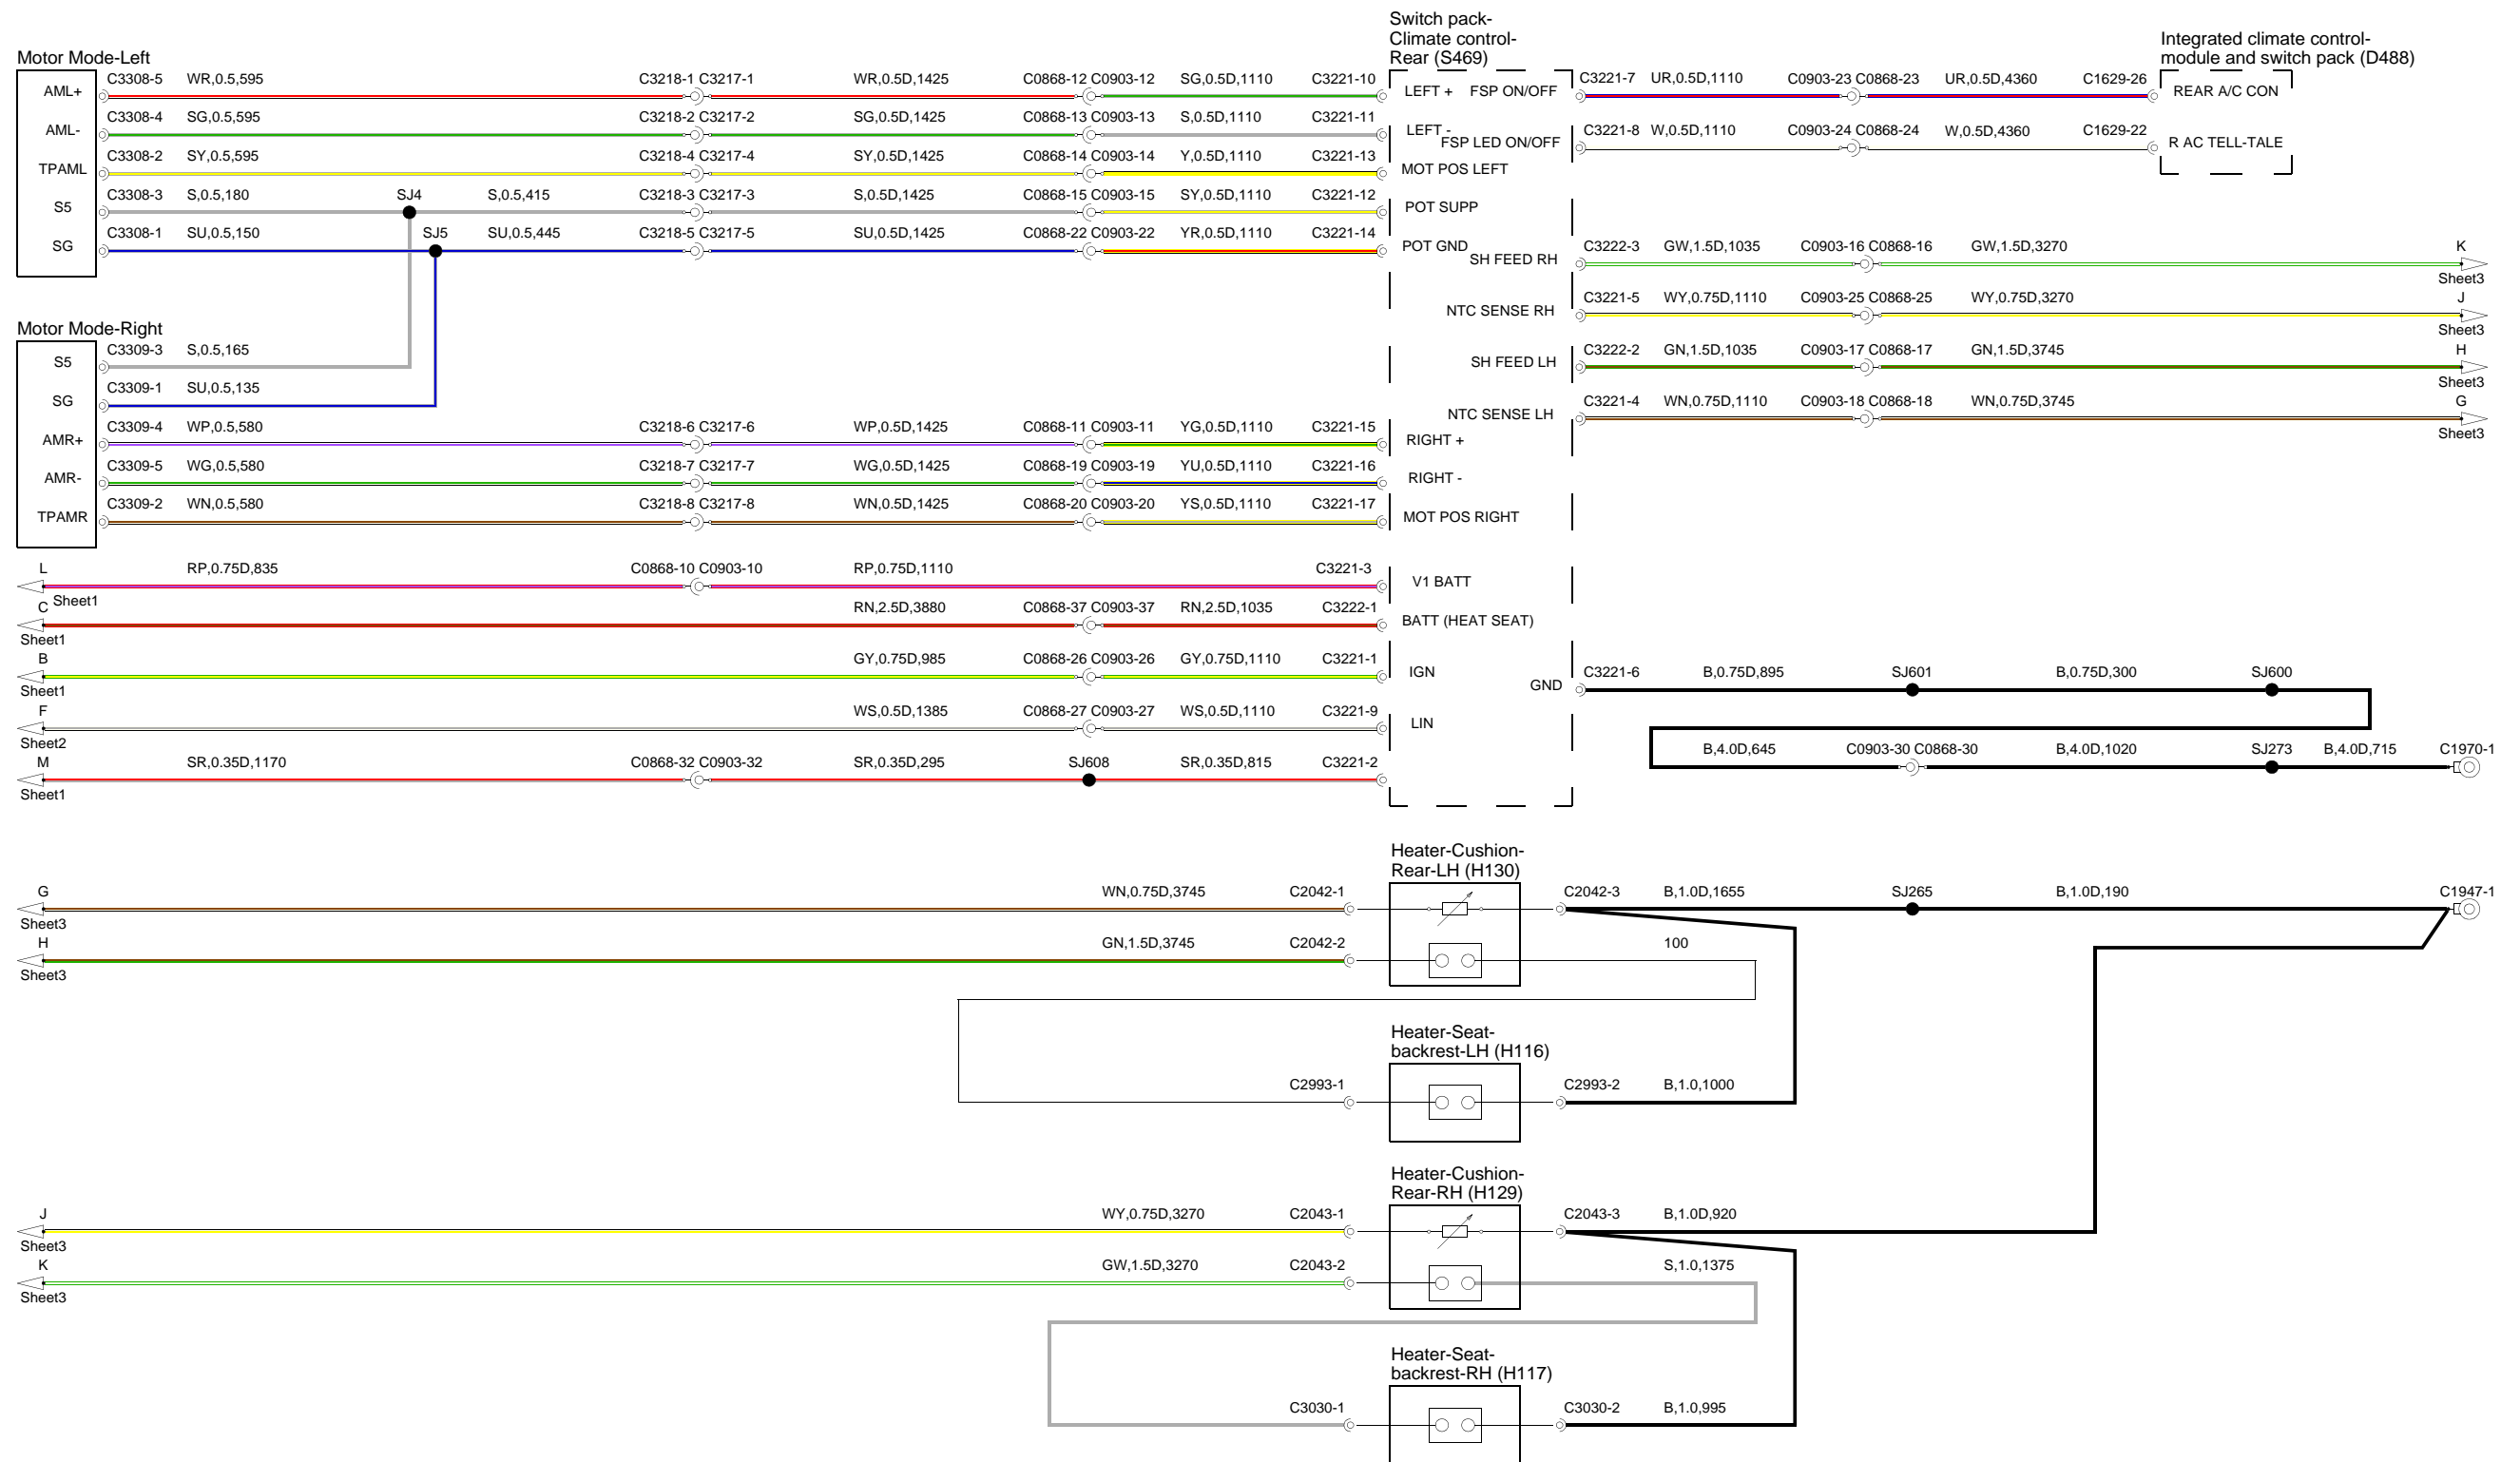 Switch pack-
Climate control-
Rear (S469)
Integrated climate control-
module and switch pack (D488)
Motor Mode-Left
AML+ C3308-5 WR,0.5,595 C3218-1 C3217-1 WR,0.5D,1425 C0868-12 C0903-12 SG,0.5D,1110 C3221-10 LEFT + FSP ON/OFF C3221-7 UR,0.5D,1110 C0903-23 C0868-23 UR,0.5D,4360 C1629-26 REAR A/C CON
AML- C3308-4 SG,0.5,595 C3218-2 C3217-2 SG,0.5D,1425 C0868-13 C0903-13 S,0.5D,1110 C3221-11 LEFT - FSP LED ON/OFF C3221-8 W,0.5D,1110 C0903-24 C0868-24 W,0.5D,4360 C1629-22 R AC TELL-TALE
TPAML C3308-2 SY,0.5,595 C3218-4 C3217-4 SY,0.5D,1425 C0868-14 C0903-14 Y,0.5D,1110 C3221-13 MOT POS LEFT
S5 C3308-3 S,0.5,180 SJ4 S,0.5,415 C3218-3 C3217-3 S,0.5D,1425 C0868-15 C0903-15 SY,0.5D,1110 C3221-12 POT SUPP
SG C3308-1 SU,0.5,150 SJ5 SU,0.5,445 C3218-5 C3217-5 SU,0.5D,1425 C0868-22 C0903-22 YR,0.5D,1110 C3221-14 POT GND
SH FEED RH C3222-3 GW,1.5D,1035 C0903-16 C0868-16 GW,1.5D,3270 K
Sheet3
NTC SENSE RH C3221-5 WY,0.75D,1110 C0903-25 C0868-25 WY,0.75D,3270 J
Sheet3
Motor Mode-Right
S5 C3309-3 S,0.5,165 SH FEED LH C3222-2 GN,1.5D,1035 C0903-17 C0868-17 GN,1.5D,3745 H
Sheet3
SG C3309-1 SU,0.5,135 NTC SENSE LH C3221-4 WN,0.75D,1110 C0903-18 C0868-18 WN,0.75D,3745 G
Sheet3
AMR+ C3309-4 WP,0.5,580 C3218-6 C3217-6 WP,0.5D,1425 C0868-11 C0903-11 YG,0.5D,1110 C3221-15 RIGHT +
AMR- C3309-5 WG,0.5,580 C3218-7 C3217-7 WG,0.5D,1425 C0868-19 C0903-19 YU,0.5D,1110 C3221-16 RIGHT -
TPAMR C3309-2 WN,0.5,580 C3218-8 C3217-8 WN,0.5D,1425 C0868-20 C0903-20 YS,0.5D,1110 C3221-17 MOT POS RIGHT
L RP,0.75D,835 C0868-10 C0903-10 RP,0.75D,1110 C3221-3 V1 BATT
Sheet1
C RN,2.5D,3880 C0868-37 C0903-37 RN,2.5D,1035 C3222-1 BATT (HEAT SEAT)
Sheet1
B GY,0.75D,985 C0868-26 C0903-26 GY,0.75D,1110 C3221-1 IGN GND C3221-6 B,0.75D,895 SJ601 B,0.75D,300 SJ600
Sheet1
F WS,0.5D,1385 C0868-27 C0903-27 WS,0.5D,1110 C3221-9 LIN
Sheet2
B,4.0D,645 C0903-30 C0868-30 B,4.0D,1020 SJ273 B,4.0D,715 C1970-1
M SR,0.35D,1170 C0868-32 C0903-32 SR,0.35D,295 SJ608 SR,0.35D,815 C3221-2
Sheet1
Heater-Cushion-
Rear-LH (H130)
G WN,0.75D,3745 C2042-1 C2042-3 B,1.0D,1655 SJ265 B,1.0D,190 C1947-1
Sheet3
H GN,1.5D,3745 C2042-2 100
Sheet3
Heater-Seat-
backrest-LH (H116)
C2993-1 C2993-2 B,1.0,1000
Heater-Cushion-
Rear-RH (H129)
J WY,0.75D,3270 C2043-1 C2043-3 B,1.0D,920
Sheet3
K GW,1.5D,3270 C2043-2 S,1.0,1375
Sheet3
Heater-Seat-
backrest-RH (H117)
C3030-1 C3030-2 B,1.0,995